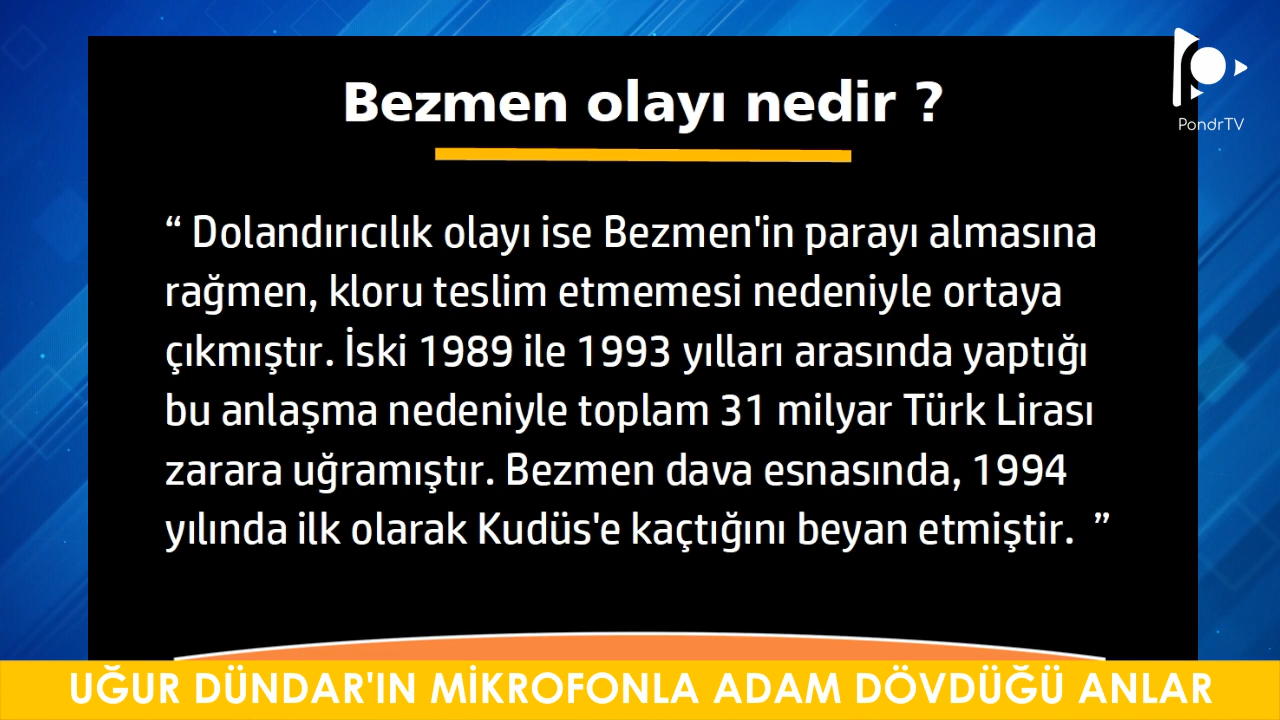 Bezmen olayı nedir ?
PondrTV
“ Dolandırıcılık olayı ise Bezmen'in parayı almasına
rağmen, kloru teslim etmemesi nedeniyle ortaya
çıkmıştır. İski 1989 ile 1993 yılları arasında yaptığı
bu anlaşma nedeniyle toplam 31 milyar Türk Lirası
zarara uğramıştır. Bezmen dava esnasında, 1994
yılında ilk olarak Kudüs'e kaçtığını beyan etmiştir. ”
UĞUR DÜNDAR'IN MİKROFONLA ADAM DÖVDÜĞÜ ANLAR